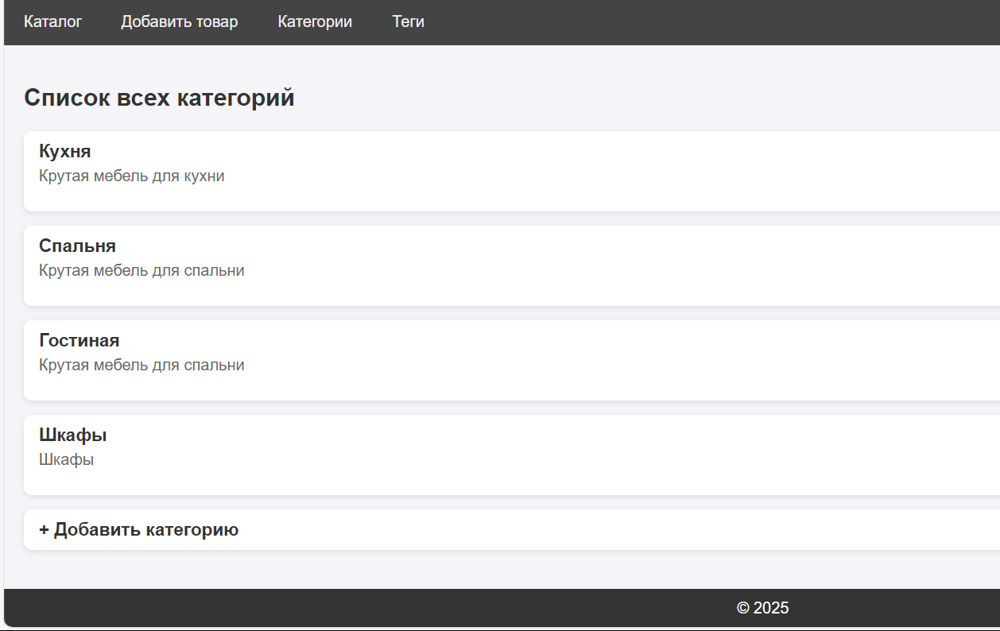 Каталог Добавить товар Категории Теги
Список всех категорий
Кухня
Крутая мебель для кухни
Спальня
Крутая мебель для спальни
Гостиная
Крутая мебель для спальни
Шкафы
Шкафы
+ Добавить категорию
© 2025